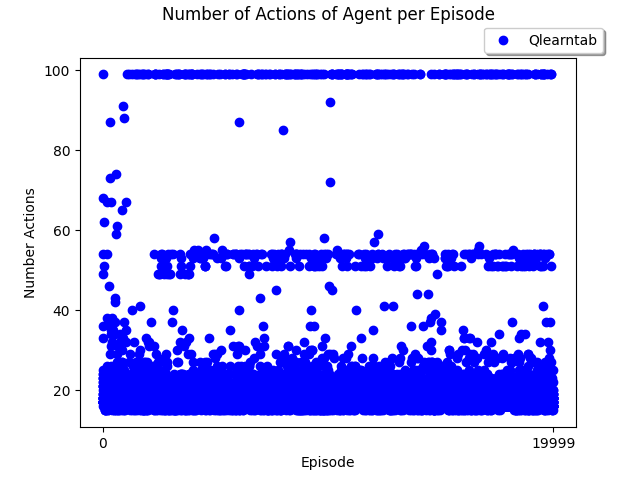 Number of Actions of Agent per Episode
Qlearntab
100
80
60
40
20
Number Actions
0
19999
Episode